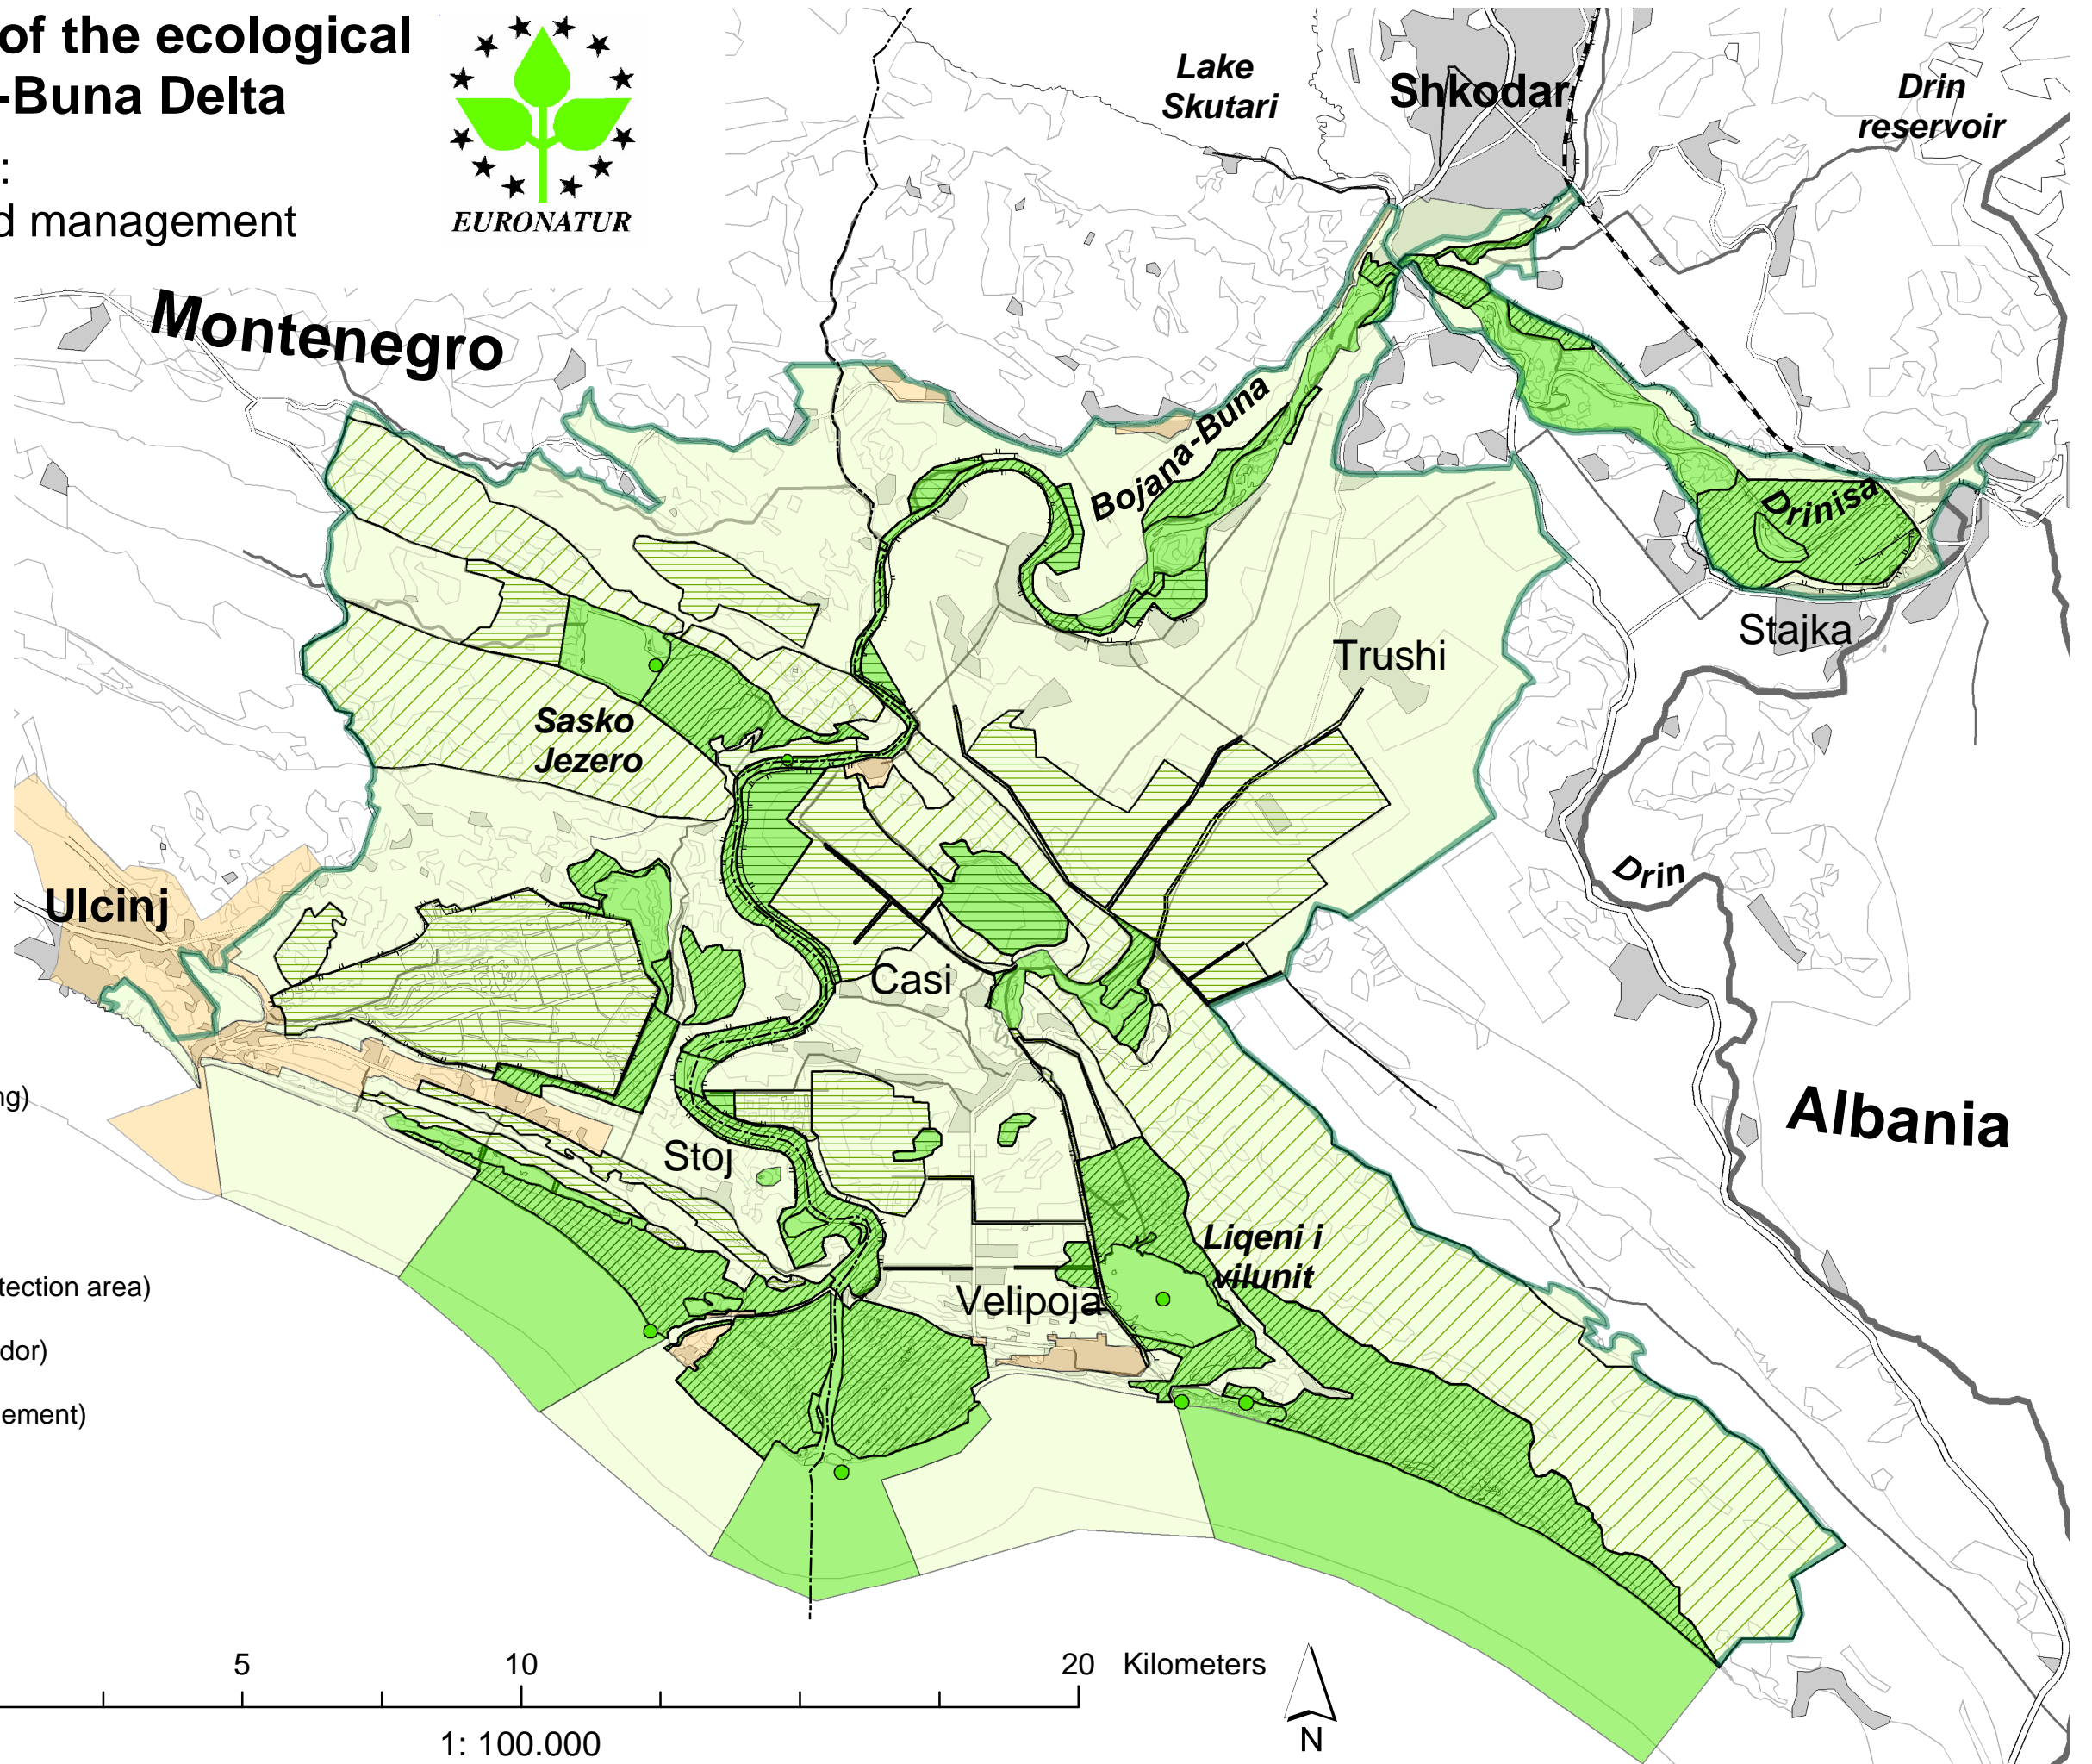 of the ecological
-Buna Delta
:
d management
EURONATUR
Lake
Skutari
Shkodar
Drin
reservoir
Montenegro
Bojana-Buna
Drinisa
Stajka
Trushi
Sasko
Jezero
Drin
Ulcinj
Casi
Albania
ng)
Stoj
Liqeni i
vilunit
Velipoja
tection area)
dor)
ement)
5 10 20 Kilometers
1: 100.000
N